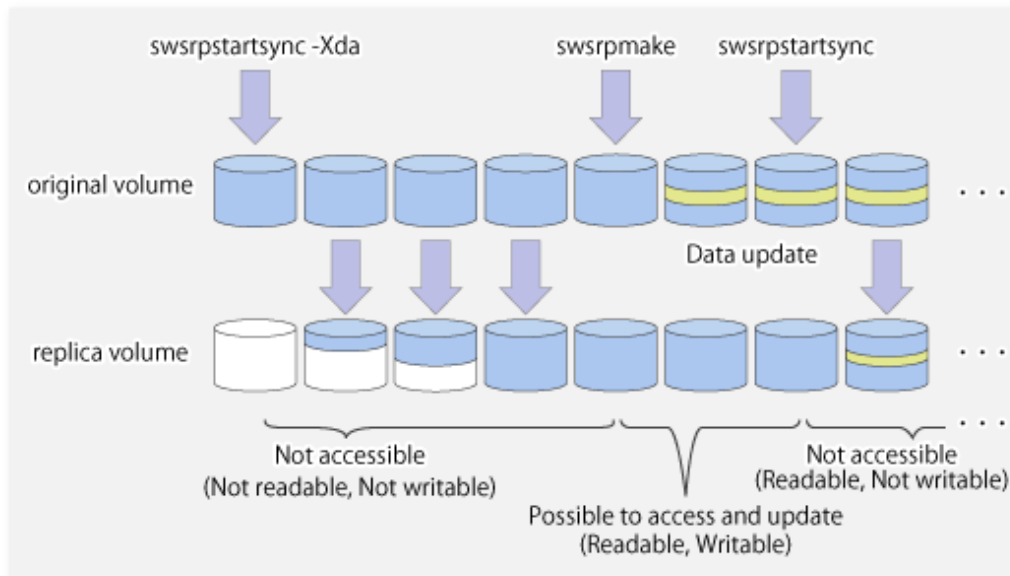 swsrpstartsync -Xda
swsrpmake
swsrpstartsync
original volume
. . .
Data update
replica volume
. . .
. . .
Not accessible
(Not readable, Not writable)
Not accessible
(Readable, Not writable)
Possible to access and update
(Readable, Writable)